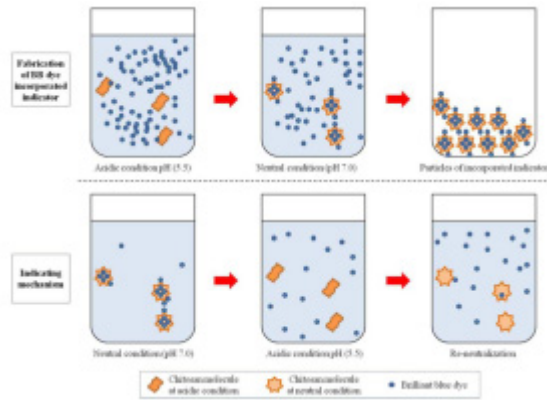 Fabrication
of BB dye
incorporated
indicator
Acidic condition pH (5.5)
Neutral condition (pH 7.0)
Particles of incorporated indicator
Indicating
mechanism
Neutral condition (pH 7.0)
Acidic condition pH (5.5)
Re-neutralization
Chitosan molecule
at acidic condition
Chitosan molecule
at neutral condition
Brilliant blue dye